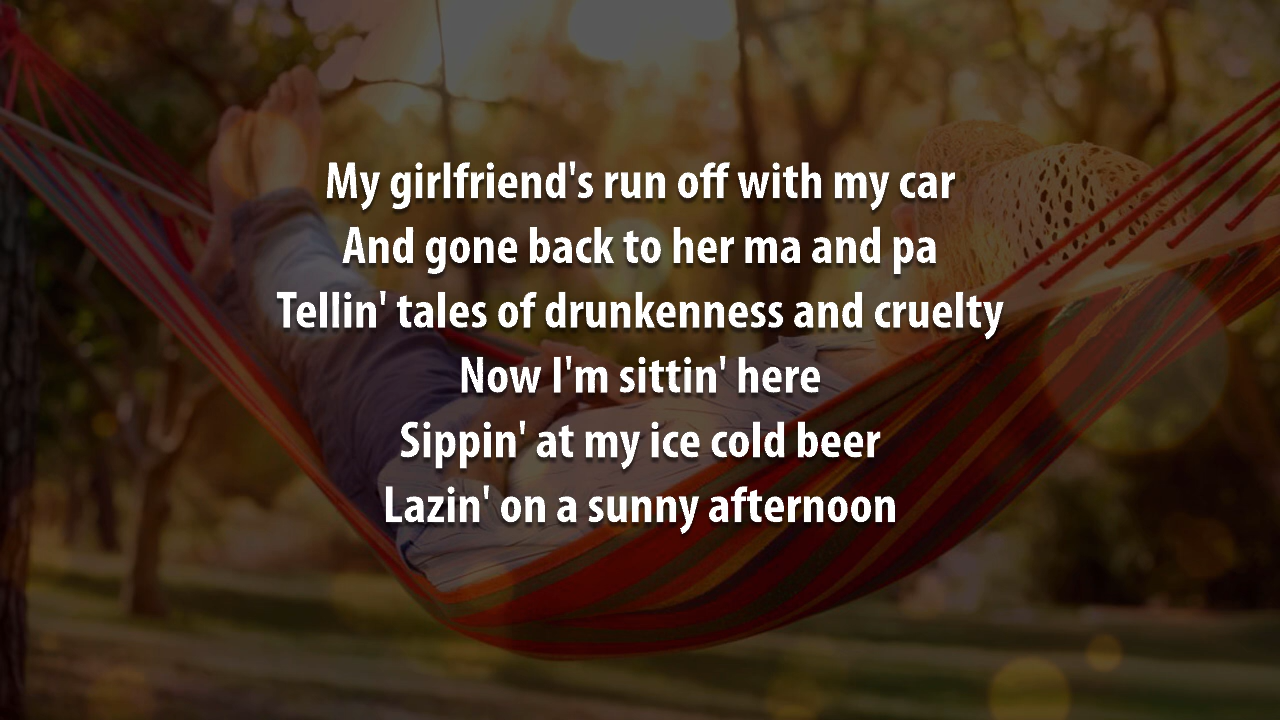 My girlfriend's run off with my car
And gone back to her ma and pa
Tellin' tales of drunkenness and cruelty
Now I'm sittin' here
Sippin' at my ice cold beer
Lazin' on a sunny afternoon